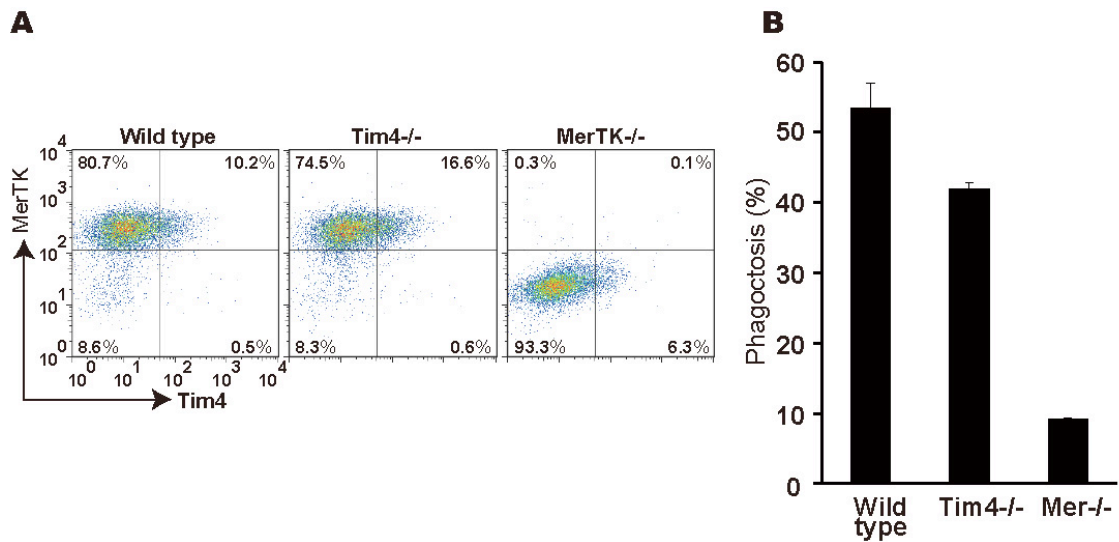 A
B
Wild type
Tim4-/-
MerTK-/-
MerTK
10^4
10^3
10^2
10^1
10^0
80.7%
10.2%
8.6%
0.5%
74.5%
16.6%
8.3%
0.6%
0.3%
0.1%
93.3%
6.3%
10^0
10^1
10^2
10^3
10^4
Tim4
Phagoctosis (%)
60
50
40
30
20
10
0
Wild
type
Tim4-/-
Mer-/-